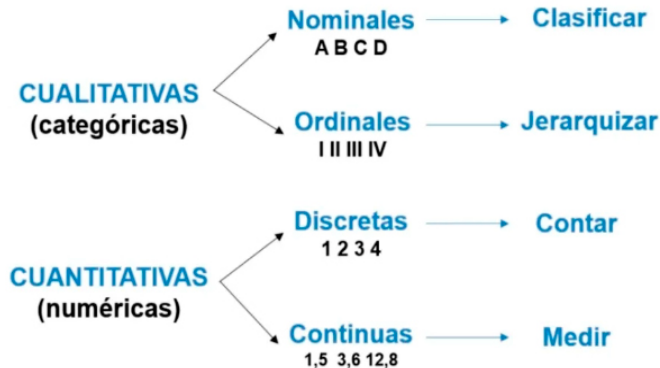 Nominales
A B C D
Clasificar
CUALITATIVAS
(categóricas)
Ordinales
I II III IV
Jerarquizar
Discretas
1 2 3 4
Contar
CUANTITATIVAS
(numéricas)
Continuas
1,5 3,6 12,8
Medir